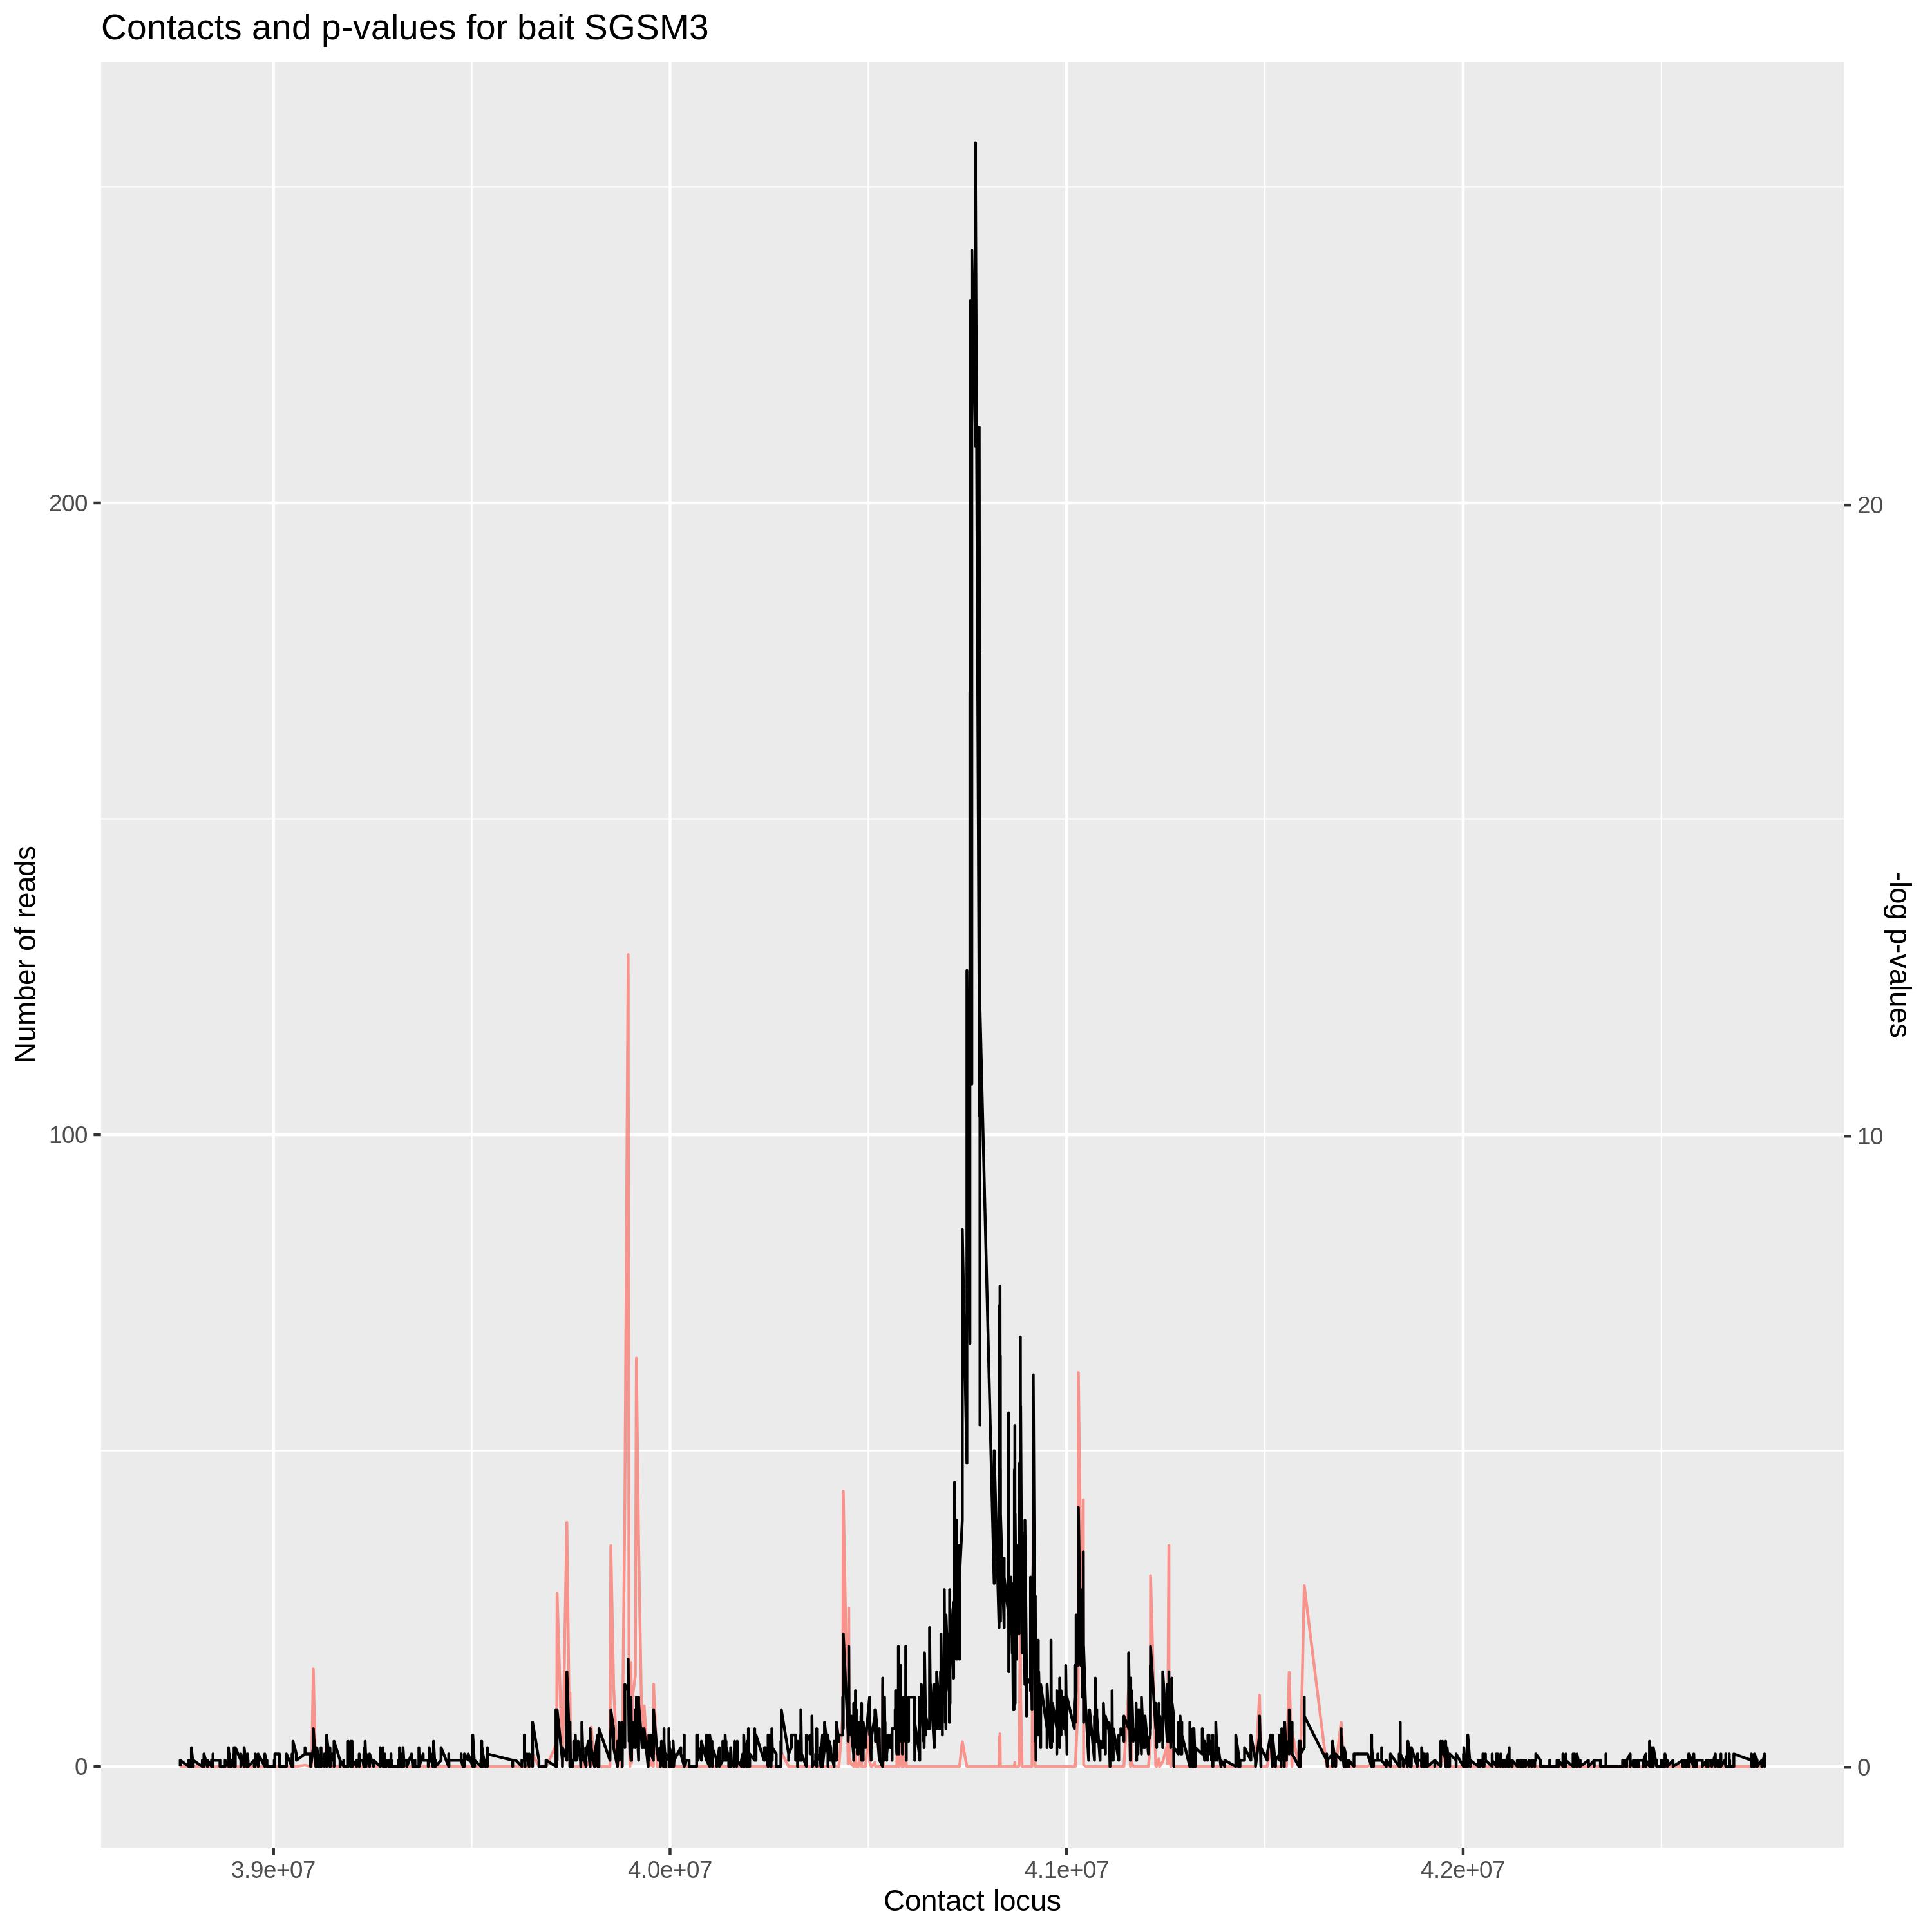 Contacts and p-values for bait SGSM3
Number of reads
200
100
0
20
10
0
-log p-values
3.9e+07
4.0e+07
4.1e+07
4.2e+07
Contact locus